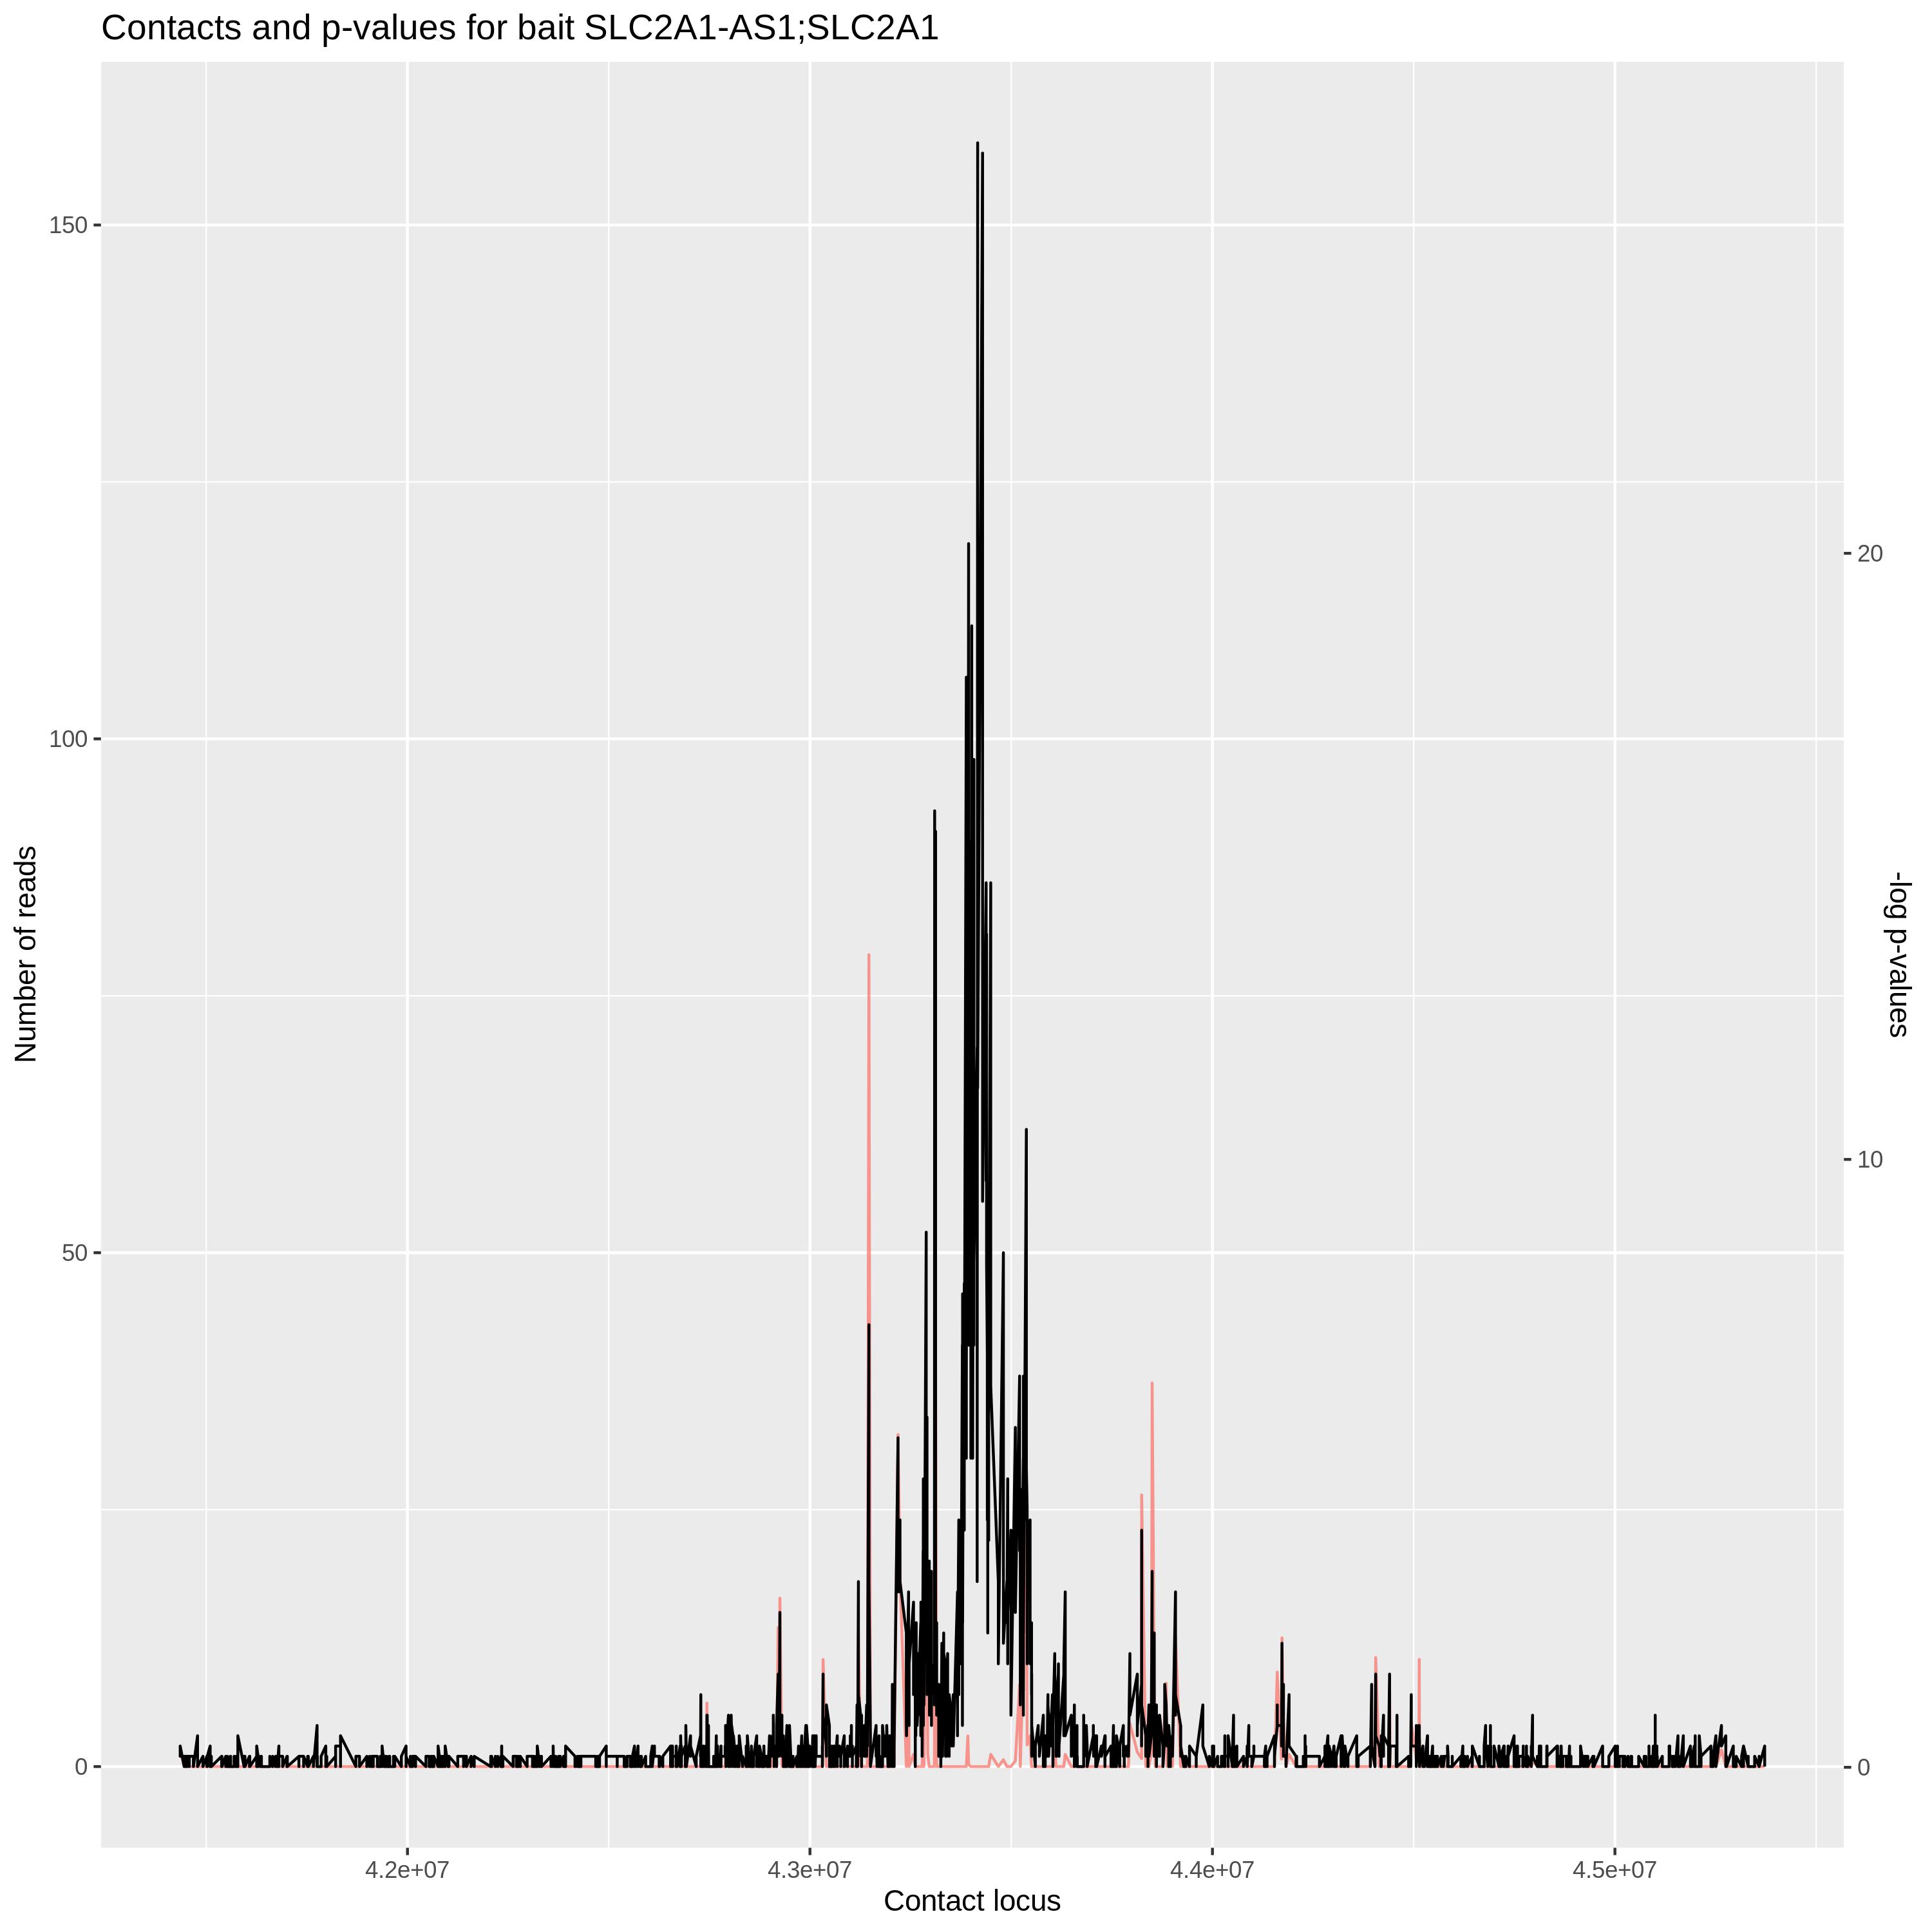 Contacts and p-values for bait SLC2A1-AS1;SLC2A1
150
100
50
0
Number of reads
20
10
0
-log p-values
4.2e+07
4.3e+07
4.4e+07
4.5e+07
Contact locus